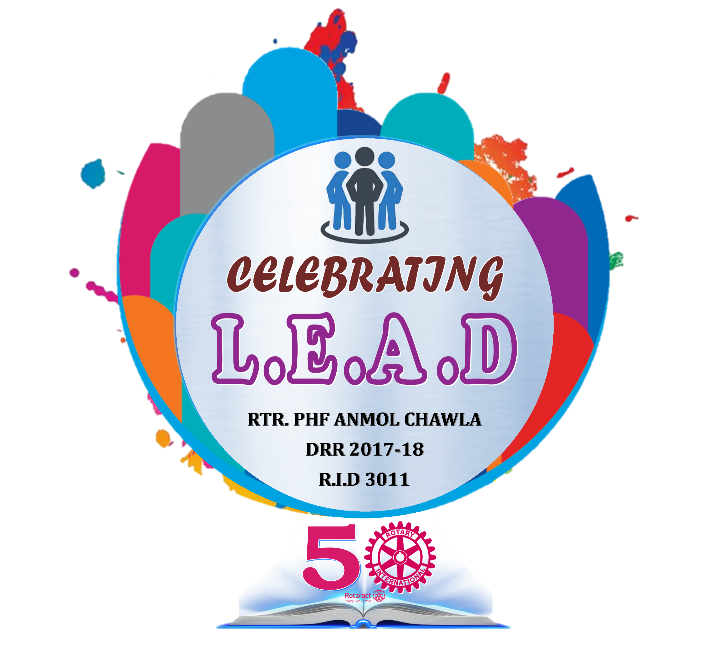 CELEBRATING
L.E.A.D
RTR. PHF ANMOL CHAWLA
DRR 2017-18
R.I.D 3011
50
ROTARY
INTERNATIONAL
Rotaract